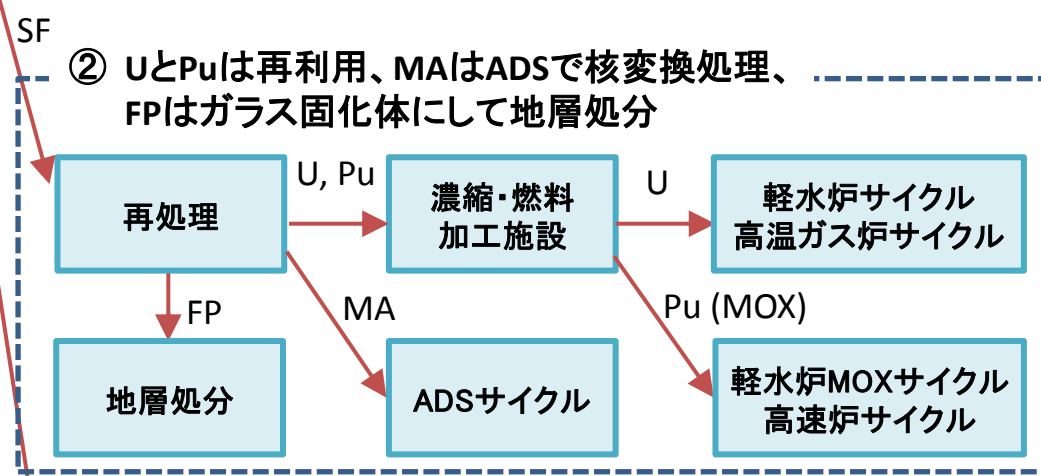 SF
② UとPuは再利用、MAはADSで核変換処理、
FPはガラス固化体にして地層処分
再処理
U, Pu
濃縮・燃料
加工施設
U
軽水炉サイクル
高温ガス炉サイクル
FP
MA
Pu (MOX)
地層処分
ADSサイクル
軽水炉MOXサイクル
高速炉サイクル